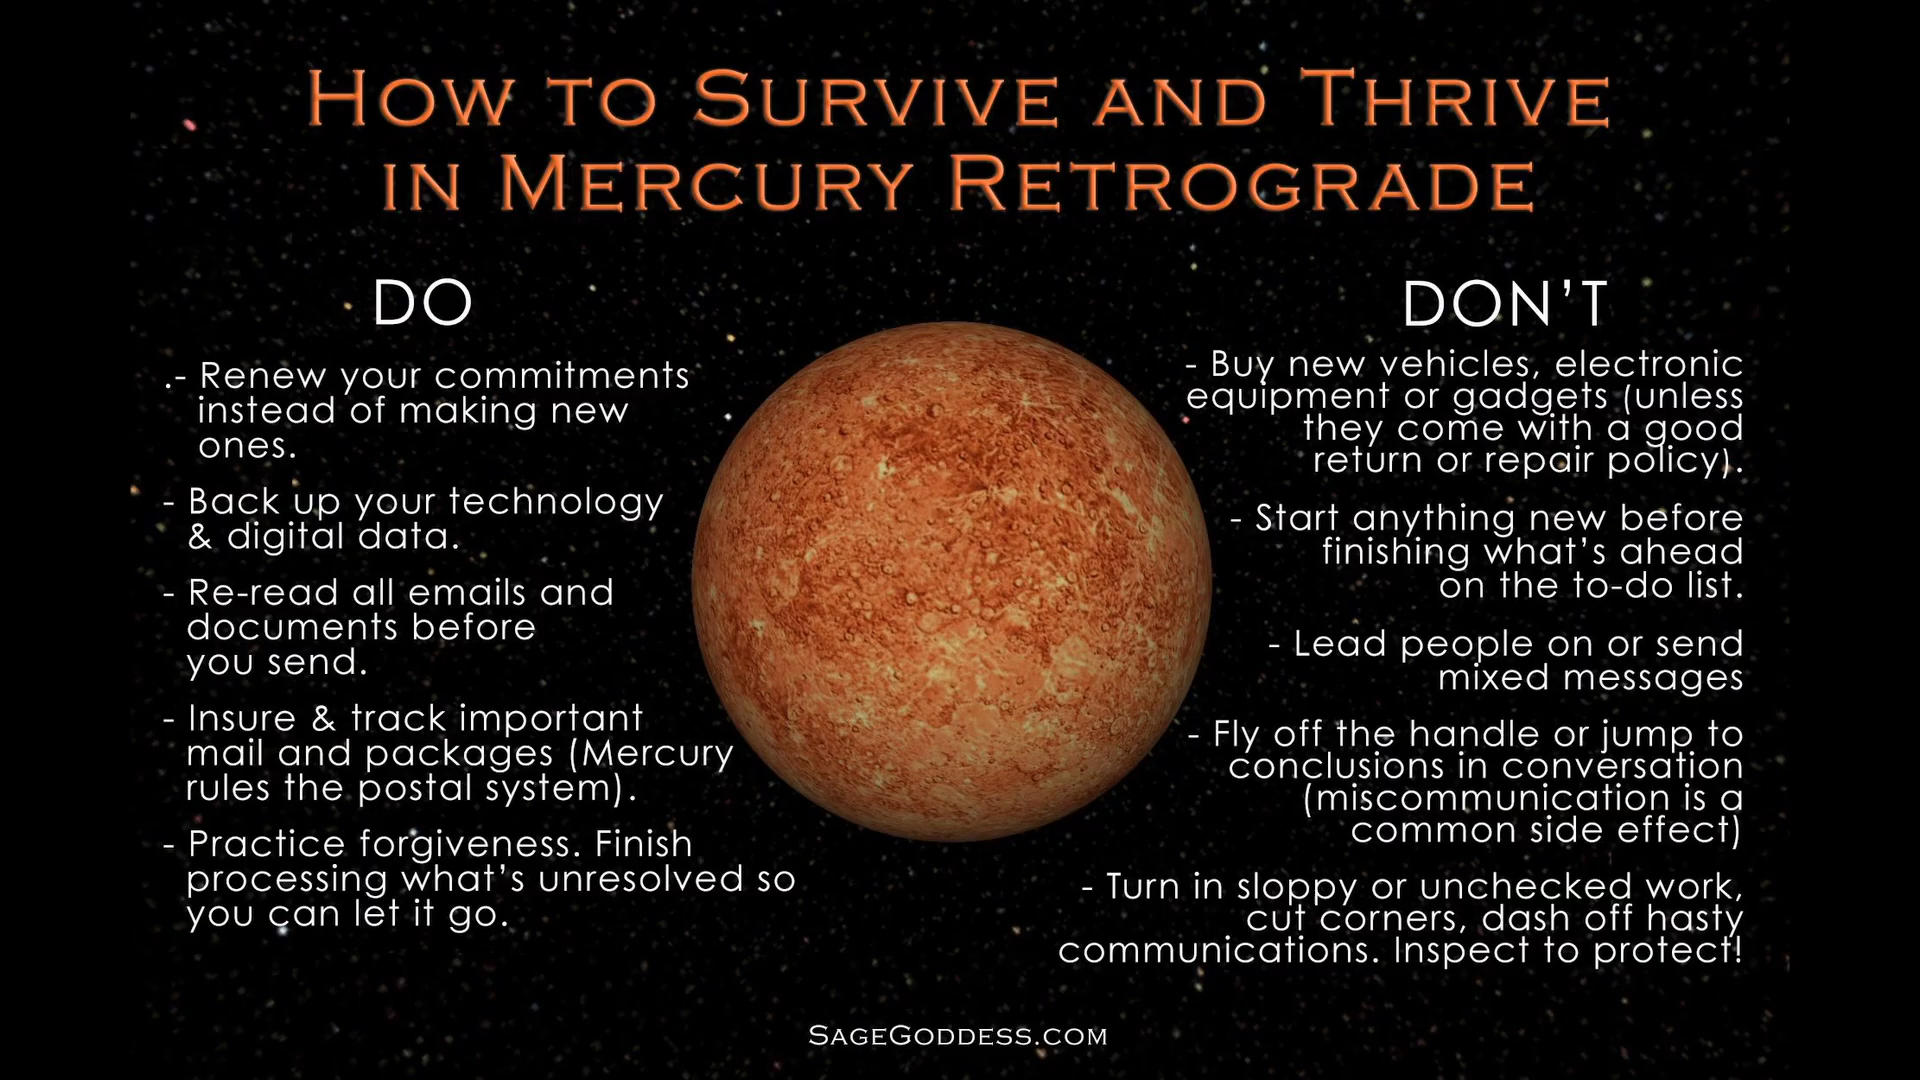 How to Survive and Thrive
in Mercury Retrograde
DO
.- Renew your commitments
instead of making new
ones.
- Back up your technology
& digital data.
- Re-read all emails and
documents before
you send.
- Insure & track important
mail and packages (Mercury
rules the postal system).
- Practice forgiveness. Finish
processing what's unresolved so
you can let it go.
DON'T
- Buy new vehicles, electronic
equipment or gadgets (unless
they come with a good
return or repair policy).
- Start anything new before
finishing what's ahead
on the to-do list.
- Lead people on or send
mixed messages
- Fly off the handle or jump to
conclusions in conversation
(miscommunication is a
common side effect)
- Turn in sloppy or unchecked work,
cut corners, dash off hasty
communications. Inspect to protect!
SageGoddess.com